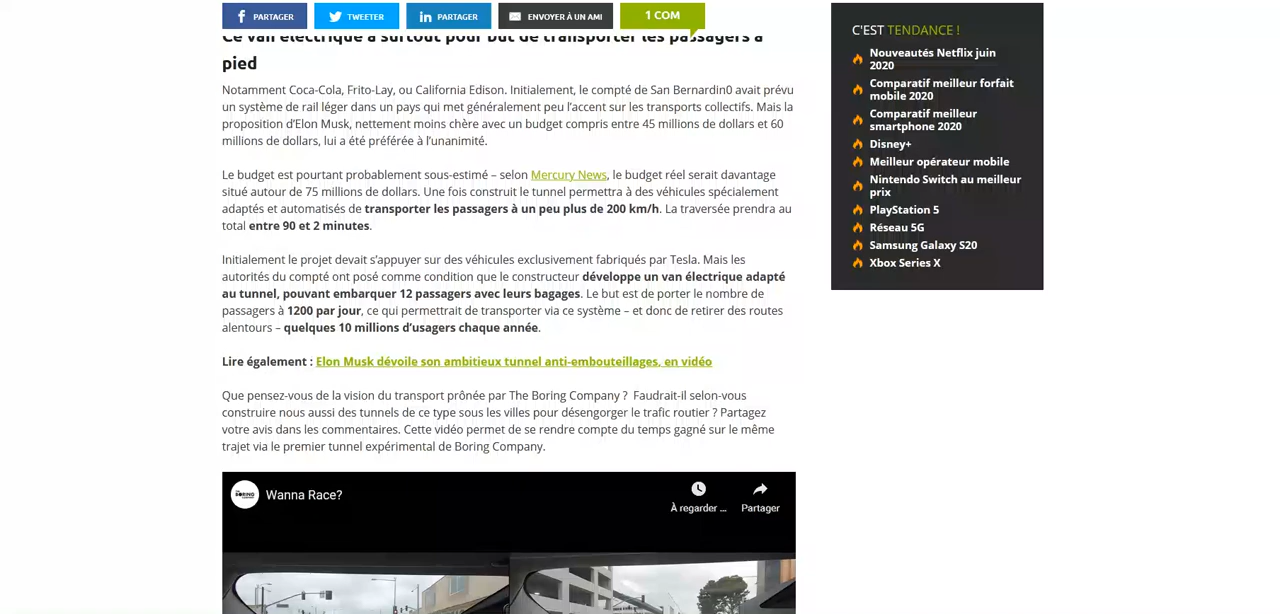 PARTAGER
TWEETER
PARTAGER
ENVOYER À UN AMI
1 COM
Ce van électrique a surtout pour but de transporter les passagers à
pied
Notamment Coca-Cola, Frito-Lay, ou California Edison. Initialement, le compté de San Bernardin0 avait prévu
un système de rail léger dans un pays qui met généralement peu l’accent sur les transports collectifs. Mais la
proposition d’Elon Musk, nettement moins chère avec un budget compris entre 45 millions de dollars et 60
millions de dollars, lui a été préférée à l’unanimité.
Le budget est pourtant probablement sous-estimé – selon Mercury News, le budget réel serait davantage
situé autour de 75 millions de dollars. Une fois construit le tunnel permettra à des véhicules spécialement
adaptés et automatisés de transporter les passagers à un peu plus de 200 km/h. La traversée prendra au
total entre 90 et 2 minutes.
Initialement le projet devait s’appuyer sur des véhicules exclusivement fabriqués par Tesla. Mais les
autorités du compté ont posé comme condition que le constructeur développe un van électrique adapté
au tunnel, pouvant embarquer 12 passagers avec leurs bagages. Le but est de porter le nombre de
passagers à 1200 par jour, ce qui permettrait de transporter via ce système – et donc de retirer des routes
alentours – quelques 10 millions d’usagers chaque année.
Lire également : Elon Musk dévoile son ambitieux tunnel anti-embouteillages, en vidéo
Que pensez-vous de la vision du transport prônée par The Boring Company ? Faudrait-il selon-vous
construire nous aussi des tunnels de ce type sous les villes pour désengorger le trafic routier ? Partagez
votre avis dans les commentaires. Cette vidéo permet de se rendre compte du temps gagné sur le même
trajet via le premier tunnel expérimental de Boring Company.
Wanna Race?
À regarder ...
Partager
C'EST TENDANCE !
Nouveautés Netflix juin
2020
Comparatif meilleur forfait
mobile 2020
Comparatif meilleur
smartphone 2020
Disney+
Meilleur opérateur mobile
Nintendo Switch au meilleur
prix
PlayStation 5
Réseau 5G
Samsung Galaxy S20
Xbox Series X